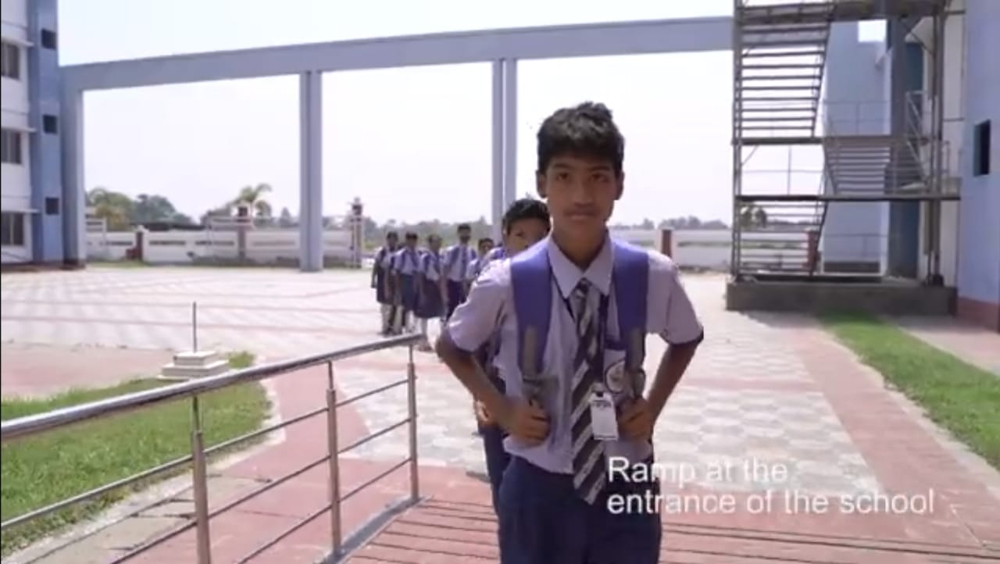 Ramp at the
entrance of the school